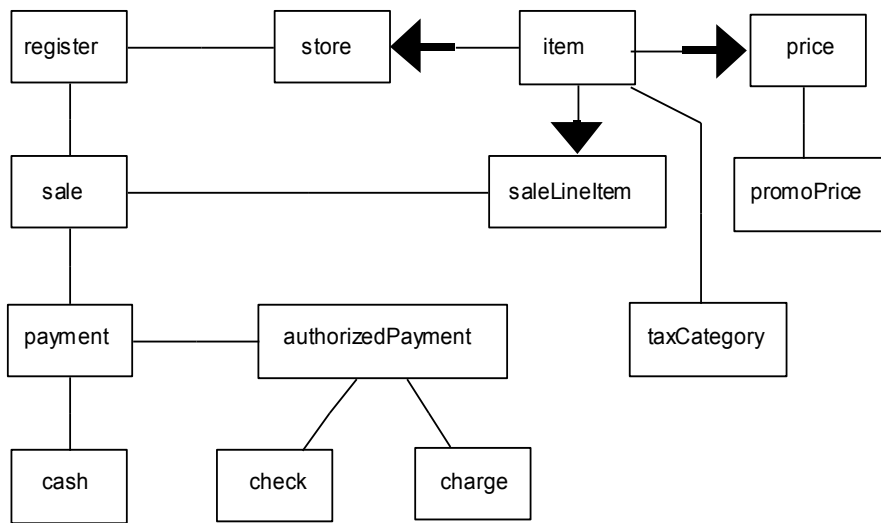 register
store
item
price
sale
saleLineItem
promoPrice
payment
authorizedPayment
taxCategory
cash
check
charge